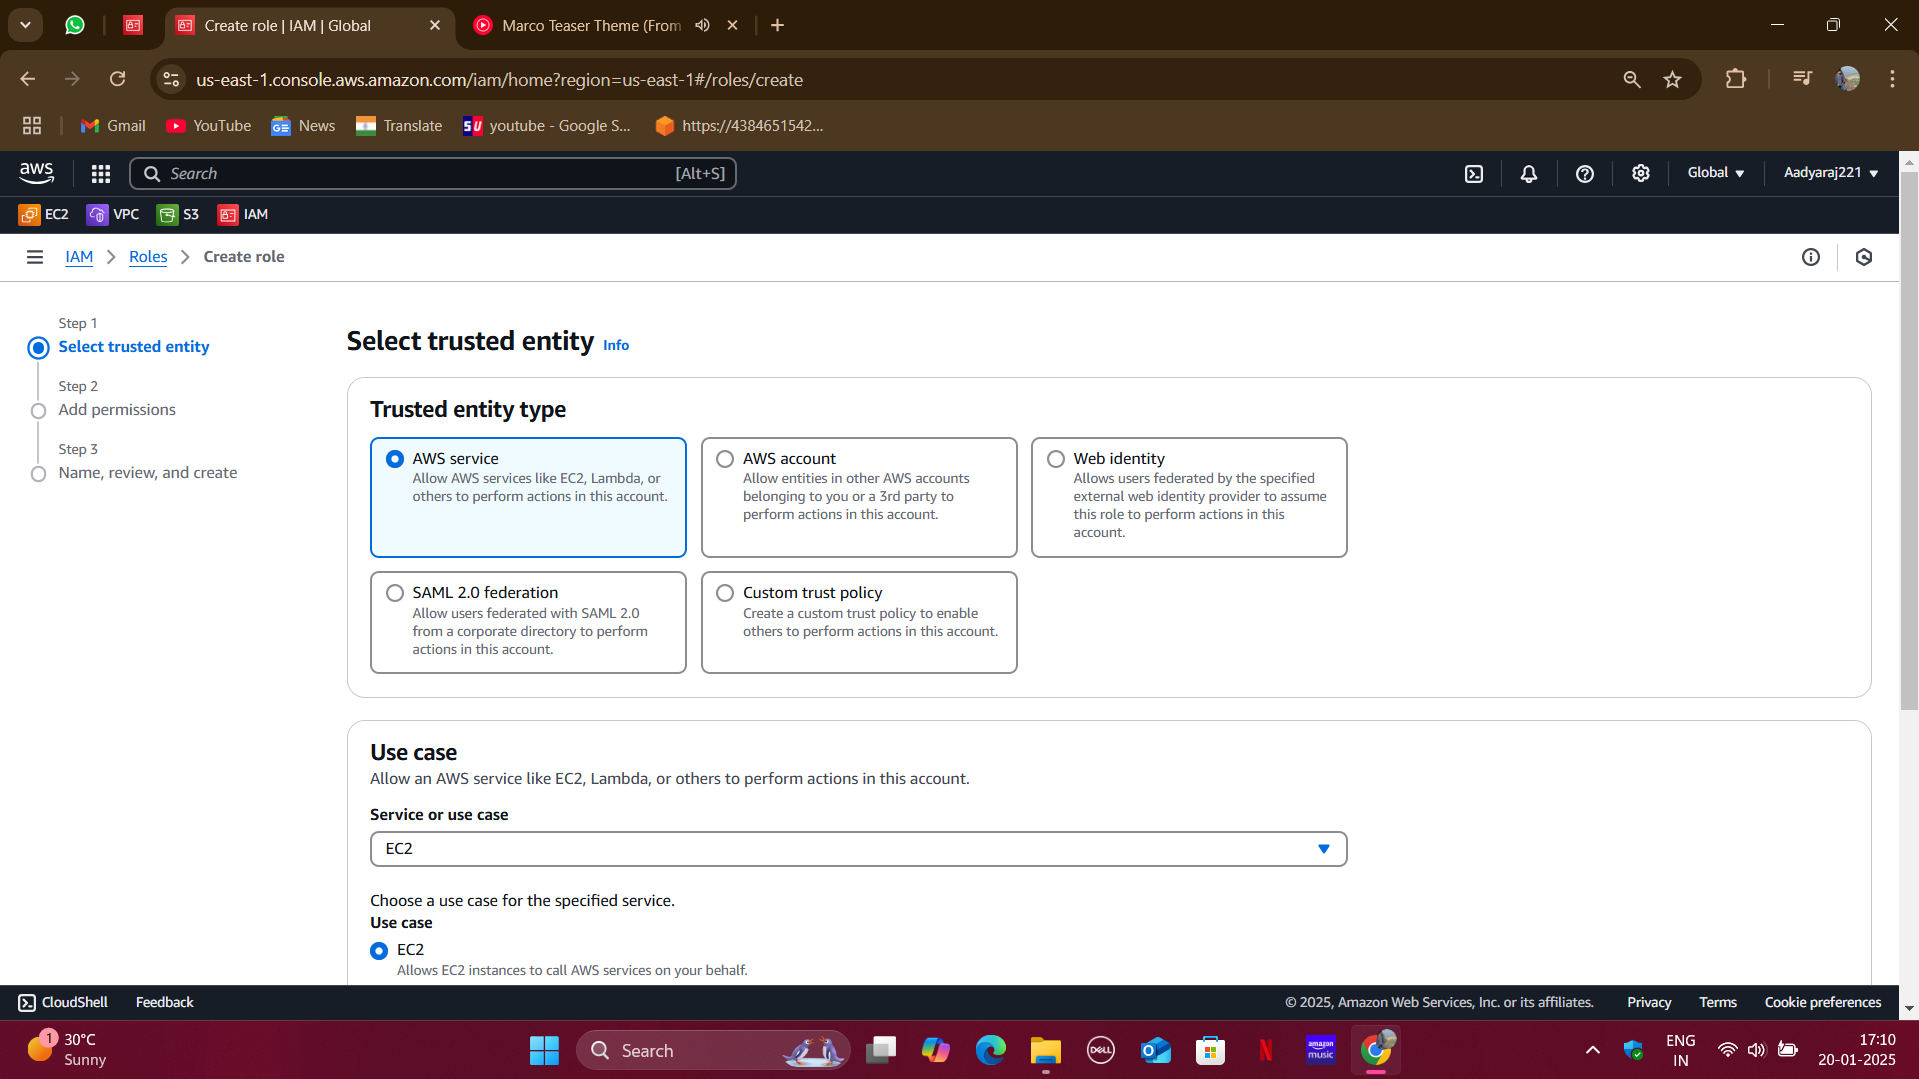 Create role | IAM | Global
Marco Teaser Theme (From
us-east-1.console.aws.amazon.com/iam/home?region=us-east-1#/roles/create
Gmail
YouTube
News
Translate
SU
youtube - Google S...
https://4384651542...
aws
Search
[Alt+S]
Global
Aadyaraj221
EC2
VPC
S3
IAM
IAM
Roles
Create role
Step 1
Select trusted entity
Step 2
Add permissions
Step 3
Name, review, and create
Select trusted entity Info
Trusted entity type
AWS service
Allow AWS services like EC2, Lambda, or
others to perform actions in this account.
AWS account
Allow entities in other AWS accounts
belonging to you or a 3rd party to
perform actions in this account.
Web identity
Allows users federated by the specified
external web identity provider to assume
this role to perform actions in this
account.
SAML 2.0 federation
Allow users federated with SAML 2.0
from a corporate directory to perform
actions in this account.
Custom trust policy
Create a custom trust policy to enable
others to perform actions in this account.
Use case
Allow an AWS service like EC2, Lambda, or others to perform actions in this account.
Service or use case
EC2
Choose a use case for the specified service.
Use case
EC2
Allows EC2 instances to call AWS services on your behalf.
CloudShell
Feedback
© 2025, Amazon Web Services, Inc. or its affiliates.
Privacy
Terms
Cookie preferences
1
30°C
Sunny
Search
DELL
amazon
music
ENG
IN
17:10
20-01-2025